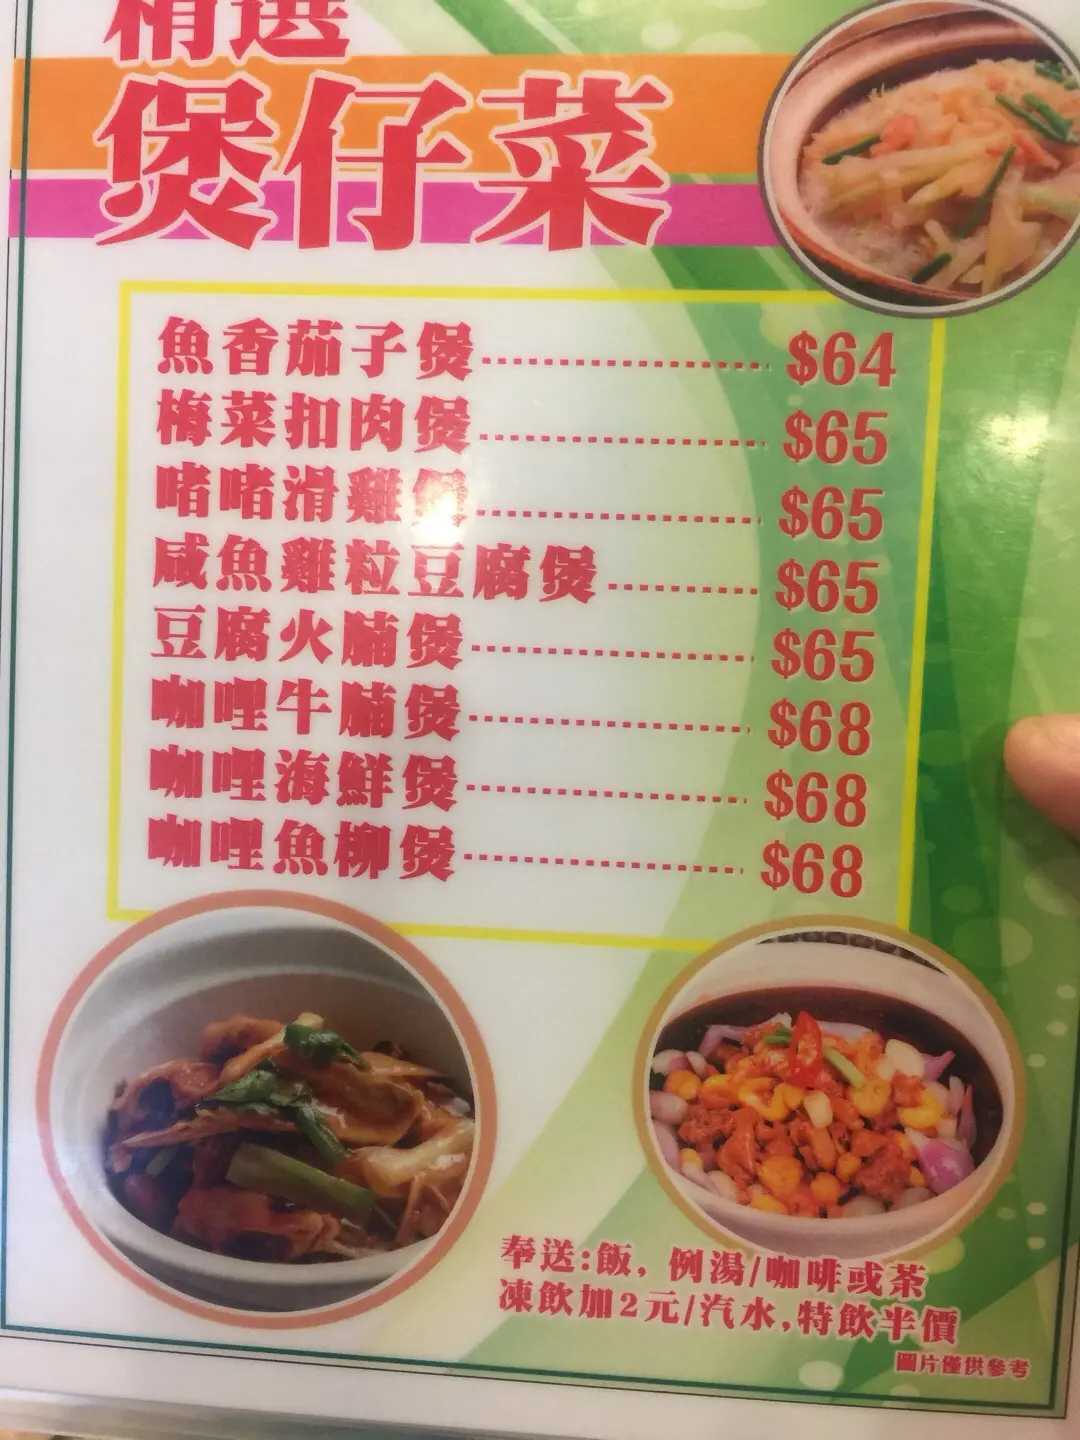 精選
煲仔菜
魚香茄子煲 $64
梅菜扣肉煲 $65
啫啫滑雞煲 $65
咸魚雞粒豆腐煲 $65
豆腐火腩煲 $65
咖哩牛腩煲 $68
咖哩海鮮煲 $68
咖哩魚柳煲 $68
奉送:飯, 例湯/咖啡或茶
凍飲加2元/汽水,特飲半價
圖片僅供參考